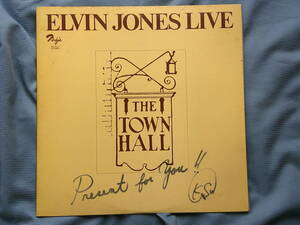 ELVIN JONES LIVE
THE
TOWN
HALL
Present for You!!